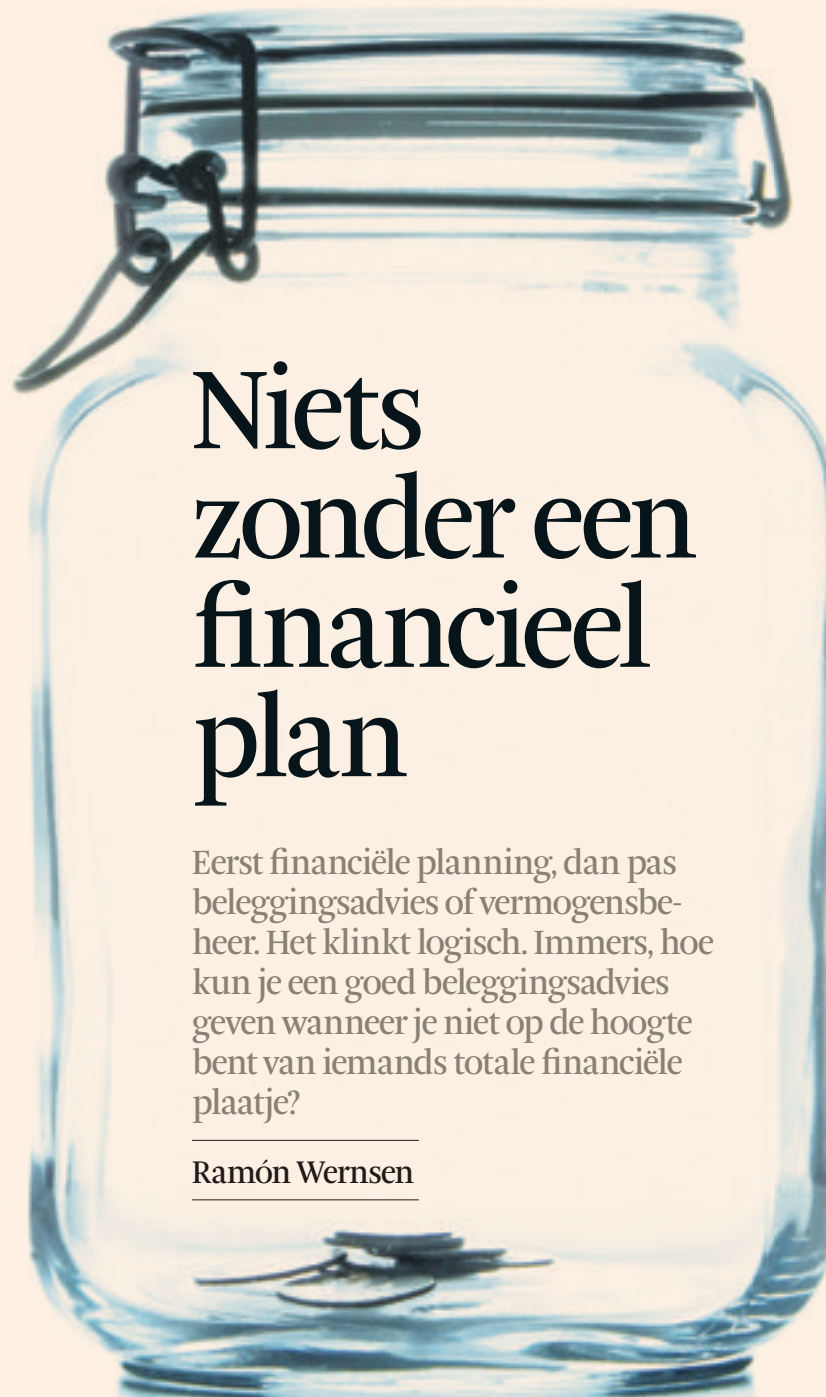 Niets
zonder een
financieel
plan
Eerst financiële planning, dan pas
beleggingsadvies of vermogensbe-
heer. Het klinkt logisch. Immers, hoe
kun je een goed beleggingsadvies
geven wanneer je niet op de hoogte
bent van iemands totale financiële
plaatje?
Ramón Wernsen